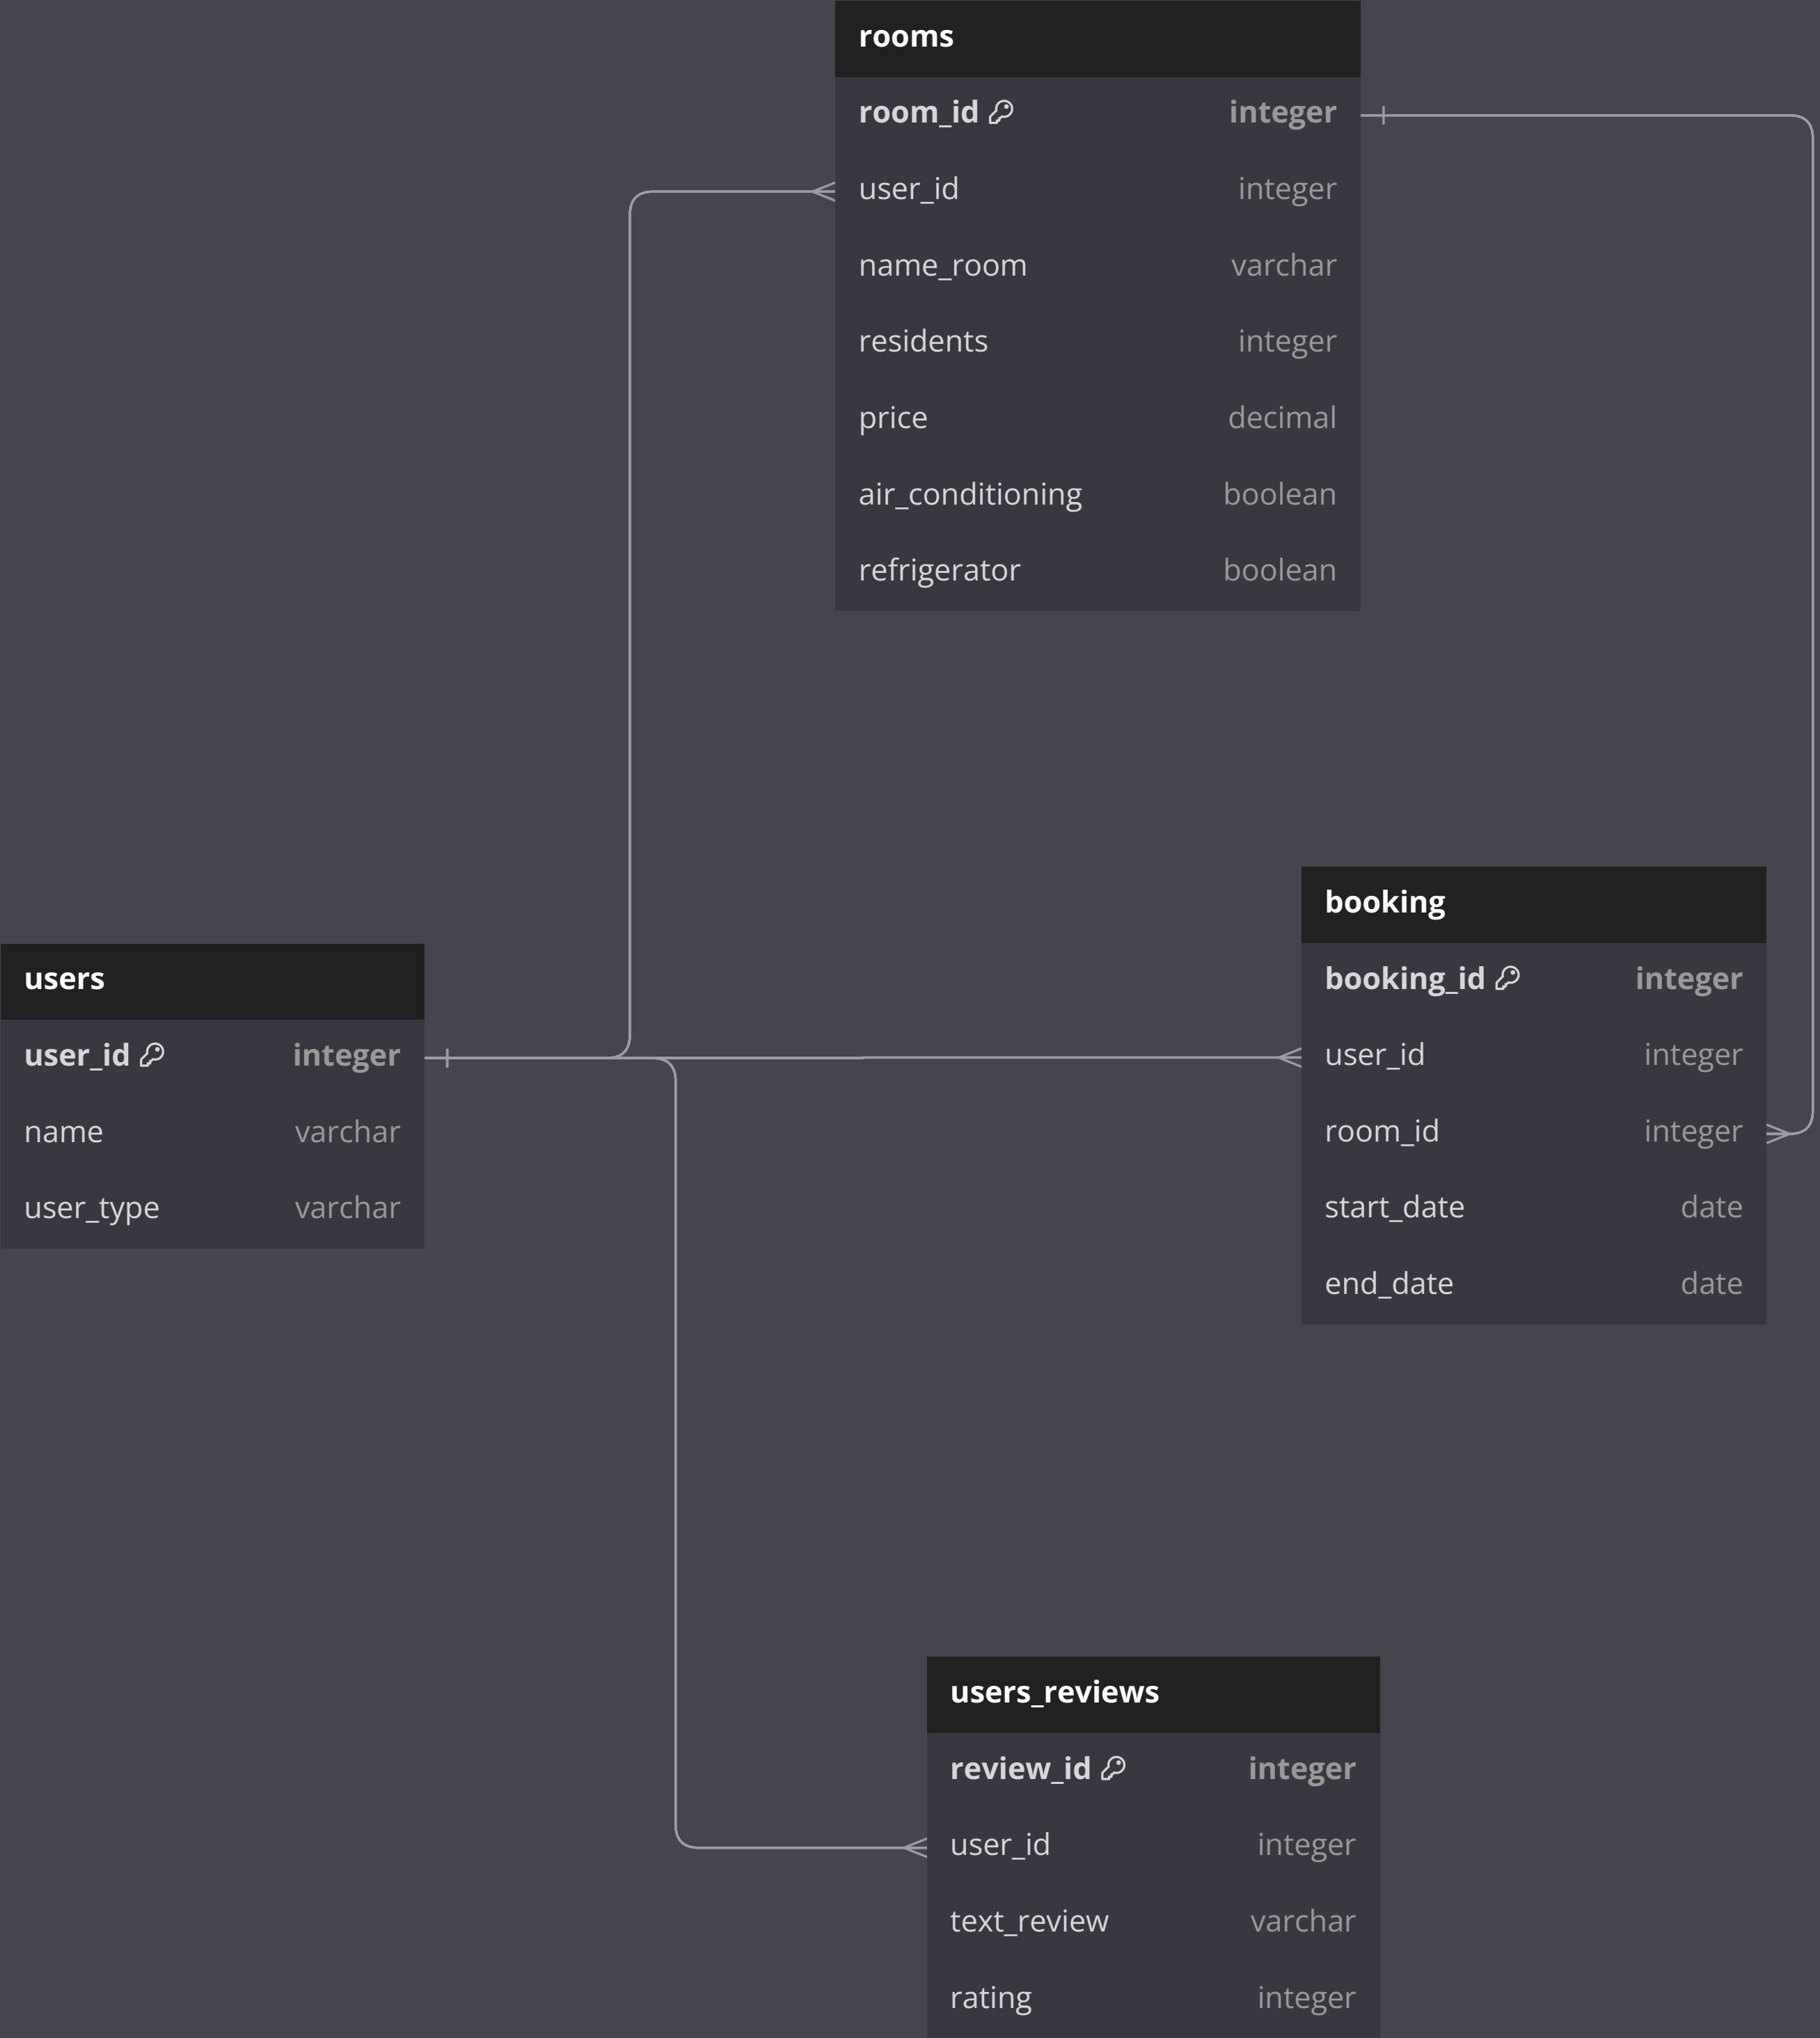 rooms
room_id integer
user_id integer
name_room varchar
residents integer
price decimal
air_conditioning boolean
refrigerator boolean
booking
booking_id integer
user_id integer
room_id integer
start_date date
end_date date
users
user_id integer
name varchar
user_type varchar
users_reviews
review_id integer
user_id integer
text_review varchar
rating integer